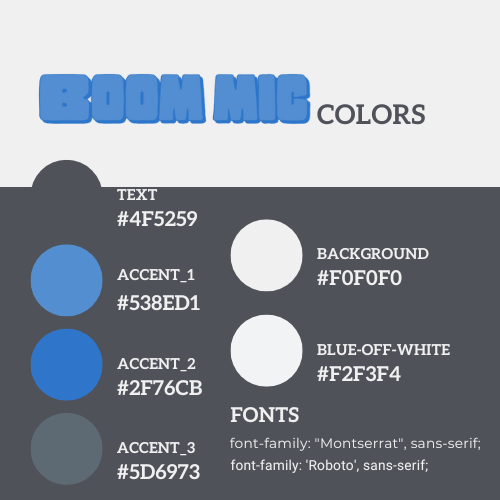 BOOM MIC COLORS
TEXT
#4F5259
ACCENT_1
#538ED1
ACCENT_2
#2F76CB
ACCENT_3
#5D6973
BACKGROUND
#F0F0F0
BLUE-OFF-WHITE
#F2F3F4
FONTS
font-family: "Montserrat", sans-serif;
font-family: 'Roboto', sans-serif;